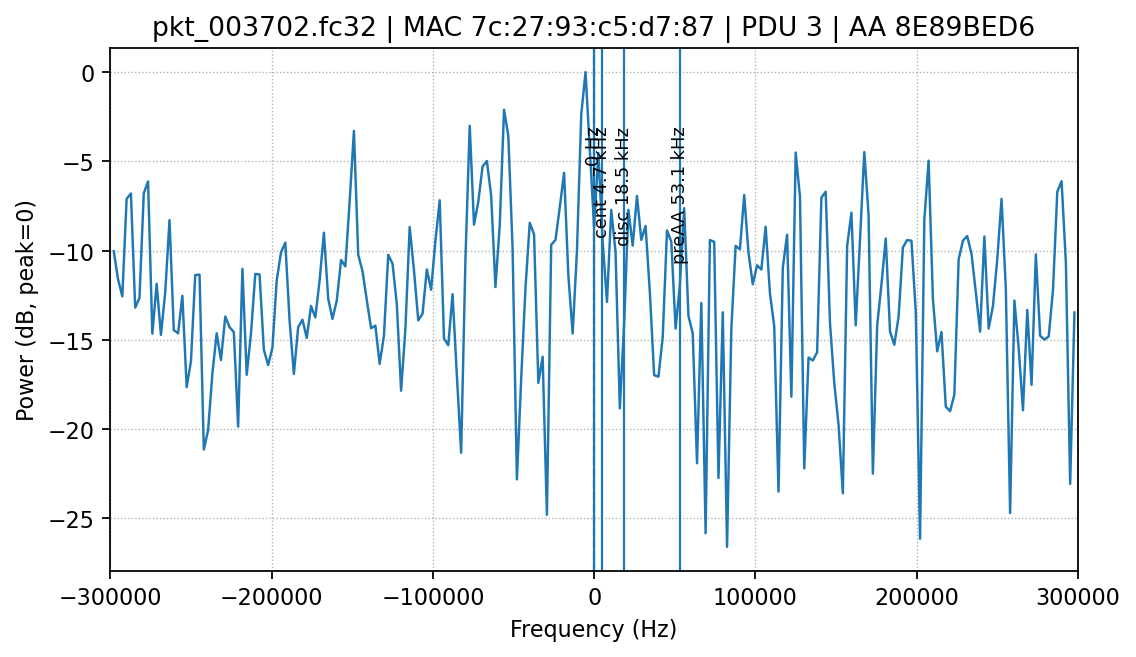 pkt_003702.fc32 | MAC 7c:27:93:c5:d7:87 | PDU 3 | AA 8E89BED6
Power (dB, peak=0)
0
−5
−10
−15
−20
−25
0 Hz
cent 4.7 kHz
disc 18.5 kHz
preAA 53.1 kHz
−300000
−200000
−100000
0
100000
200000
300000
Frequency (Hz)